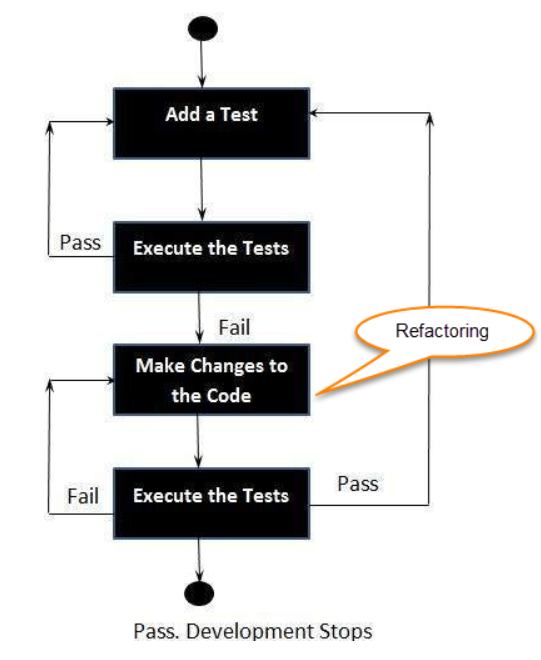 Add a Test
Pass
Execute the Tests
Fail
Refactoring
Make Changes to
the Code
Fail
Execute the Tests
Pass
Pass. Development Stops